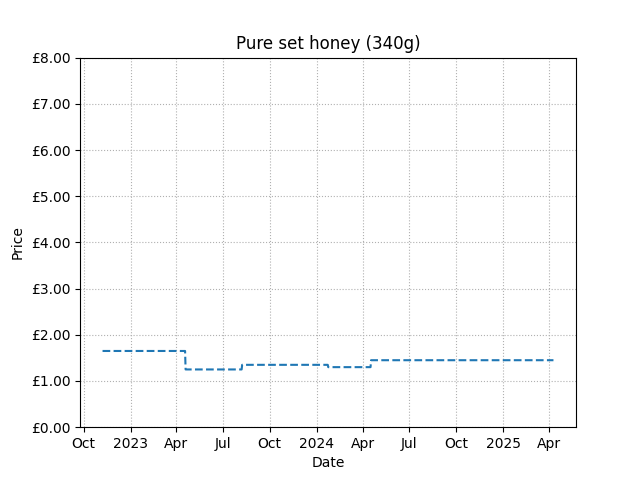 Pure set honey (340g)
£8.00
£7.00
£6.00
£5.00
£4.00
£3.00
£2.00
£1.00
£0.00
Price
Oct 2023 Apr Jul Oct 2024 Apr Jul Oct 2025 Apr
Date